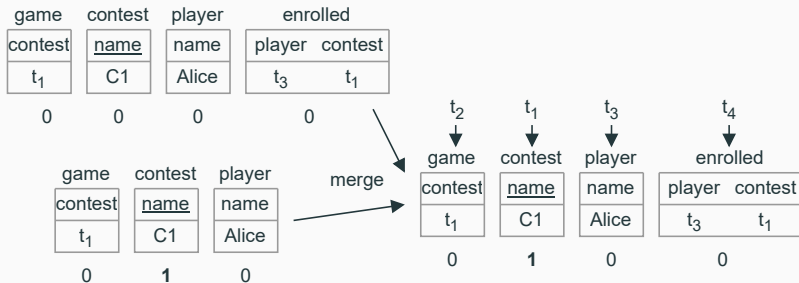 game contest player enrolled
contest name name player contest
t1 C1 Alice t3 t1
0 0 0 0
t2 t1 t3 t4
game contest player enrolled
contest name name player contest
t1 C1 Alice t3 t1
0 1 0 0
merge
game contest player
contest name name
t1 C1 Alice
0 1 0